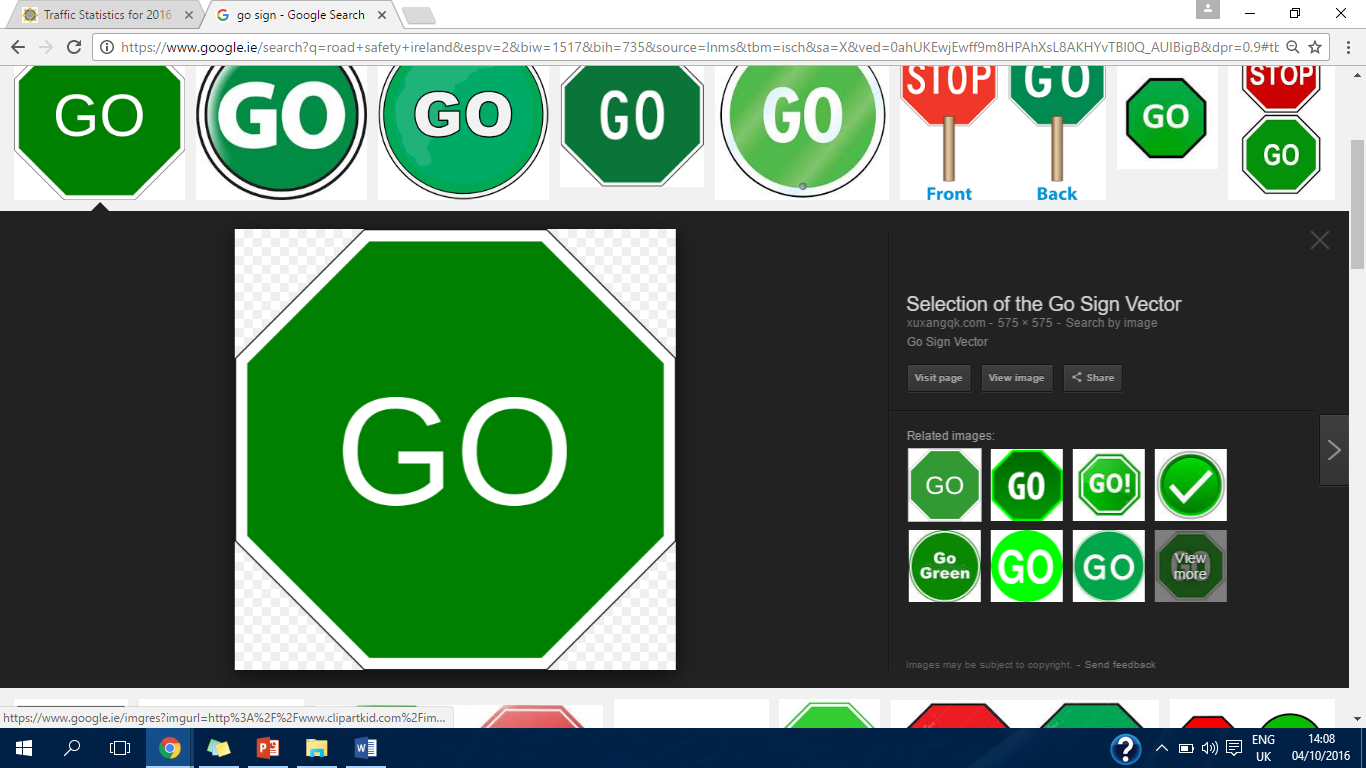 Traffic Statistics for 2016
go sign - Google Search
https://www.google.ie/search?q=road+safety+ireland&espv=2&biw=1517&bih=735&source=lnms&tbm=isch&sa=X&ved=0ahUKEwjEwff9m8HPAhXsL8AKHYvTBl0Q_AUIBigB&dpr=0.9#tb
GO
GO
GO
GO
GO
STOP
GO
Front
Back
GO
STOP
GO
GO
Selection of the Go Sign Vector
xuxangqk.com - 575 × 575 - Search by image
Go Sign Vector
Visit page
View image
Share
Related images:
GO
GO
GO!
Go
Green
GO
GO
View
more
Images may be subject to copyright. - Send feedback
https://www.google.ie/imgres?imgurl=http%3A%2F%2Fwww.clipartkid.com%2Fim...
ENG
UK
14:08
04/10/2016